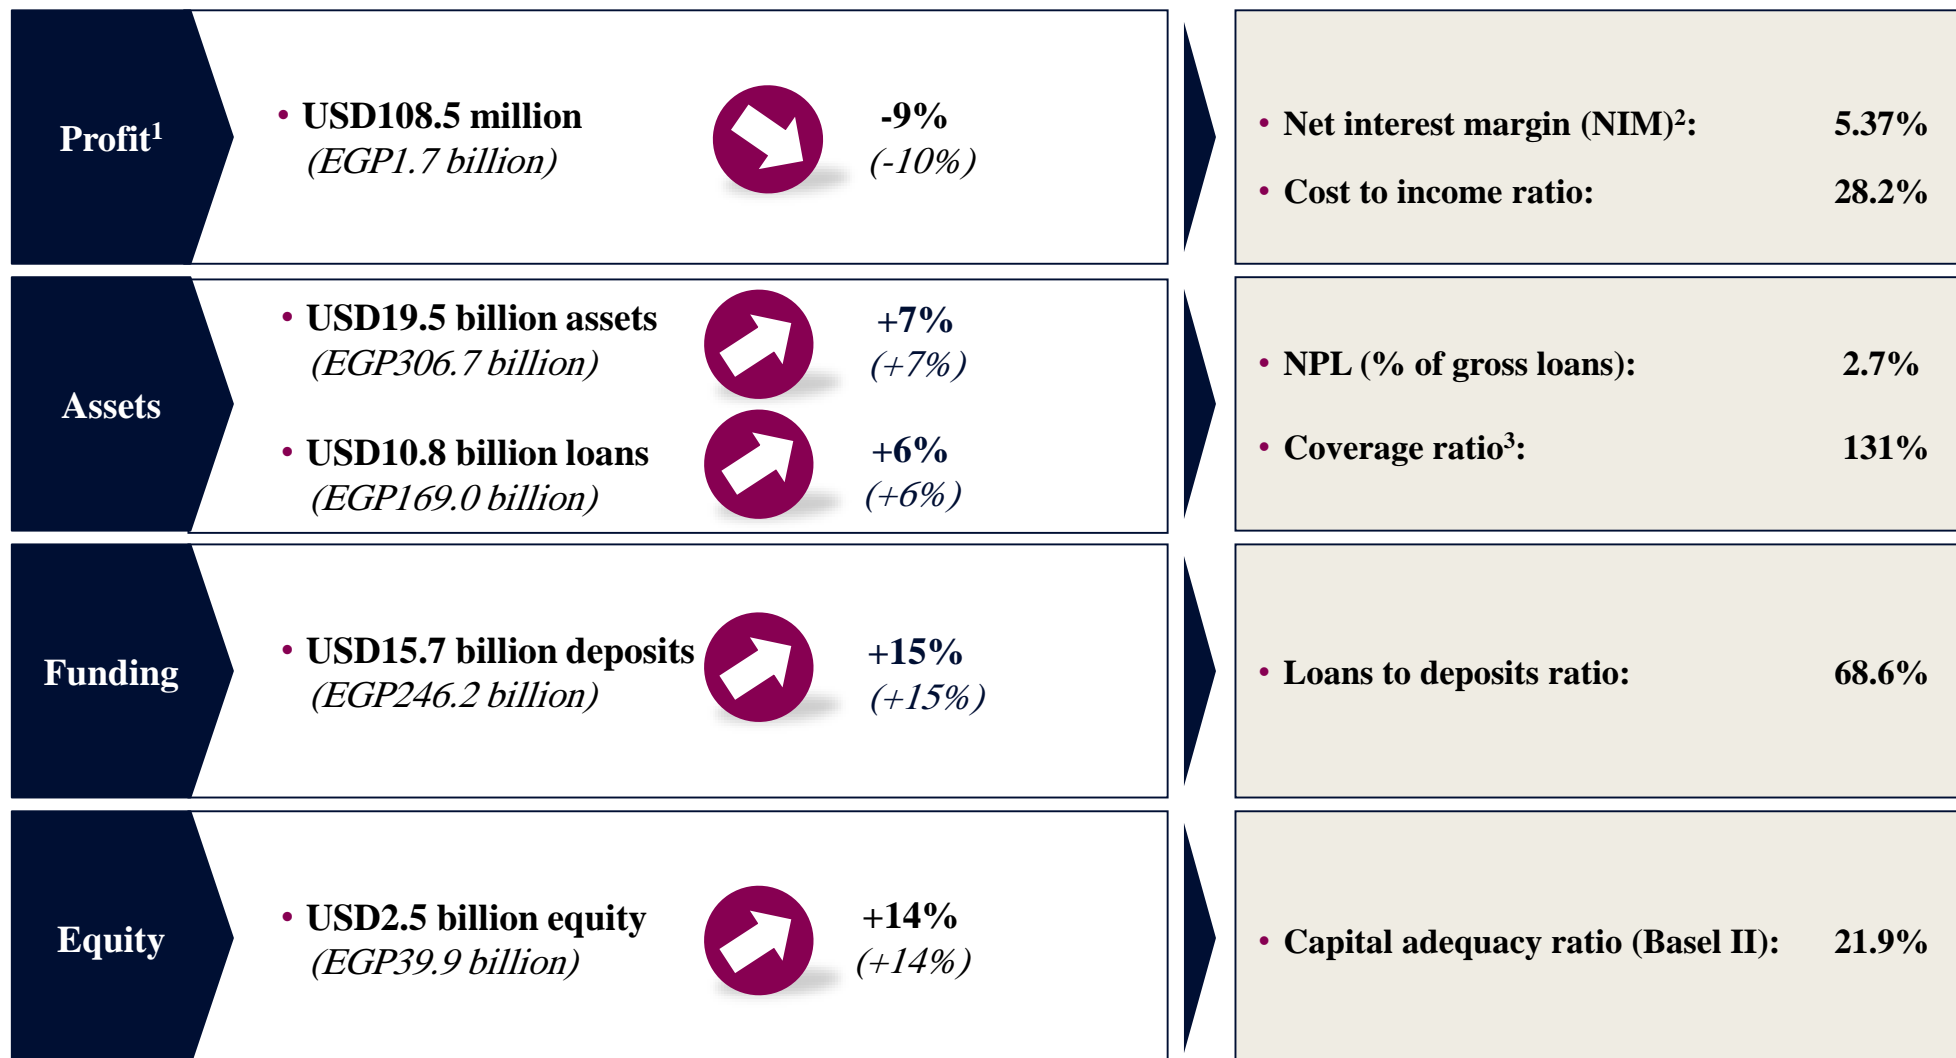 Profit1
• USD108.5 million
(EGP1.7 billion)
-9%
(-10%)
• Net interest margin (NIM)2: 5.37%
• Cost to income ratio: 28.2%
Assets
• USD19.5 billion assets
(EGP306.7 billion)
+7%
(+7%)
• USD10.8 billion loans
(EGP169.0 billion)
+6%
(+6%)
• NPL (% of gross loans): 2.7%
• Coverage ratio3: 131%
Funding
• USD15.7 billion deposits
(EGP246.2 billion)
+15%
(+15%)
• Loans to deposits ratio: 68.6%
Equity
• USD2.5 billion equity
(EGP39.9 billion)
+14%
(+14%)
• Capital adequacy ratio (Basel II): 21.9%